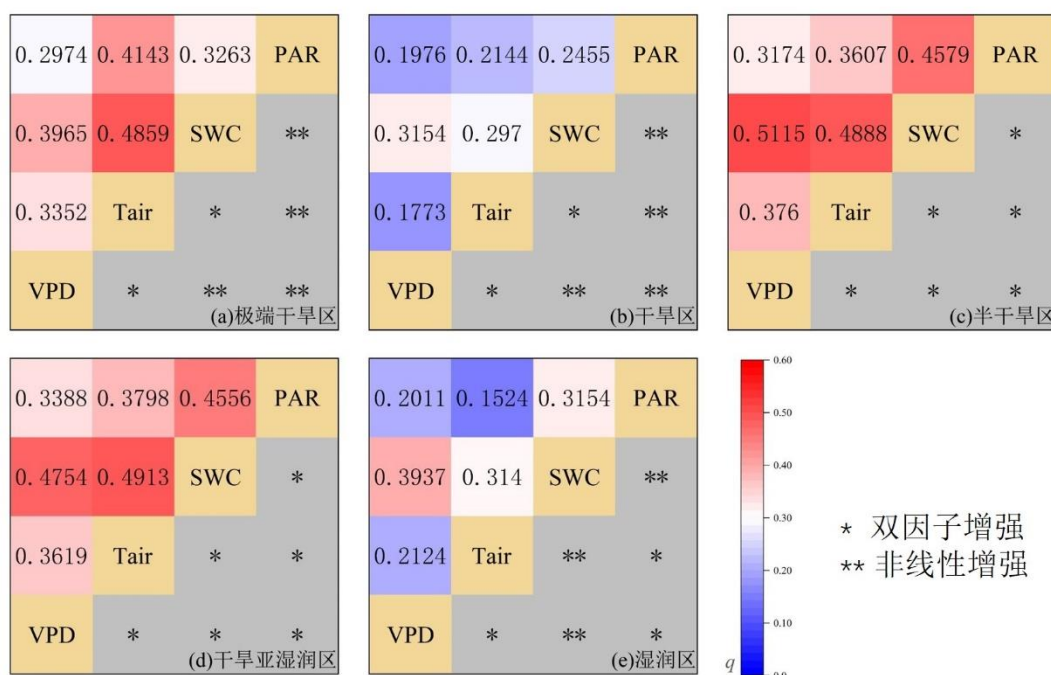 0.2974 0.4143 0.3263 PAR
0.3965 0.4859 SWC **
0.3352 Tair * **
VPD * ** **
(a)极端干旱区
0.1976 0.2144 0.2455 PAR
0.3154 0.297 SWC **
0.1773 Tair * **
VPD * ** **
(b)干旱区
0.3174 0.3607 0.4579 PAR
0.5115 0.4888 SWC *
0.376 Tair * *
VPD * * *
(c)半干旱区
0.3388 0.3798 0.4556 PAR
0.4754 0.4913 SWC *
0.3619 Tair * *
VPD * * *
(d)干旱亚湿润区
0.2011 0.1524 0.3154 PAR
0.3937 0.314 SWC **
0.2124 Tair ** *
VPD * ** *
(e)湿润区
0.60
0.50
0.40
0.30
0.20
0.10
0.0
q
* 双因子增强
** 非线性增强